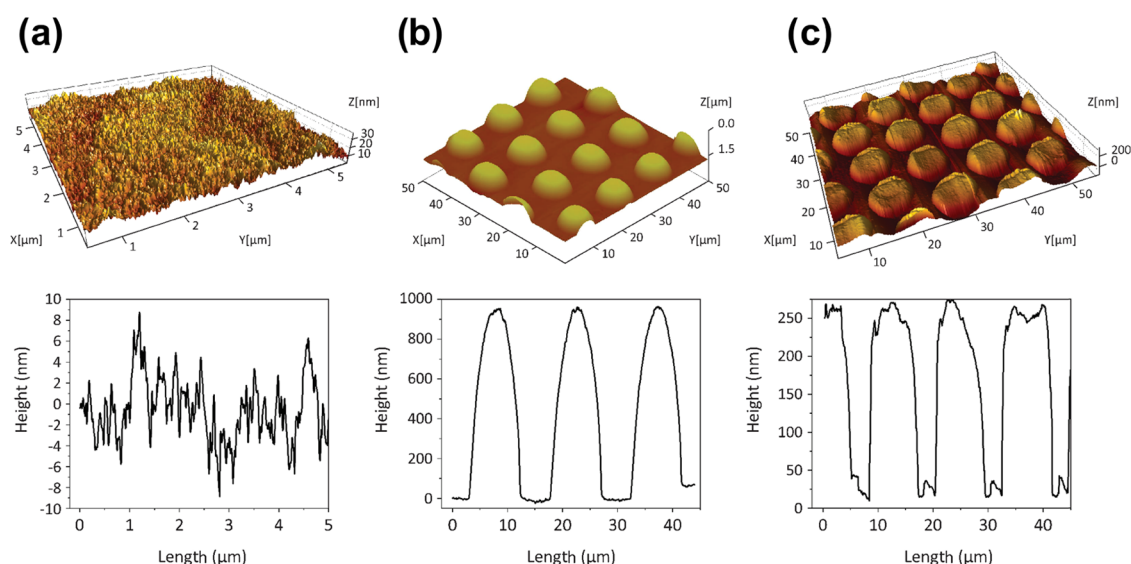 (a)
(b)
(c)
Z[nm]
30
20
10
5
4
3
2
1
X[µm]
1
2
3
4
5
Y[µm]
Z[µm]
0.0
1.5
50
40
30
20
10
X[µm]
10
20
30
40
50
Y[µm]
Z[nm]
200
0
50
40
30
20
10
X[µm]
10
20
30
40
50
Y[µm]
Height (nm)
10
8
6
4
2
0
-2
-4
-6
-8
-10
0 1 2 3 4 5
Length (µm)
Height (nm)
1000
800
600
400
200
0
0 10 20 30 40
Length (µm)
Height (nm)
250
200
150
100
50
0
0 10 20 30 40
Length (µm)